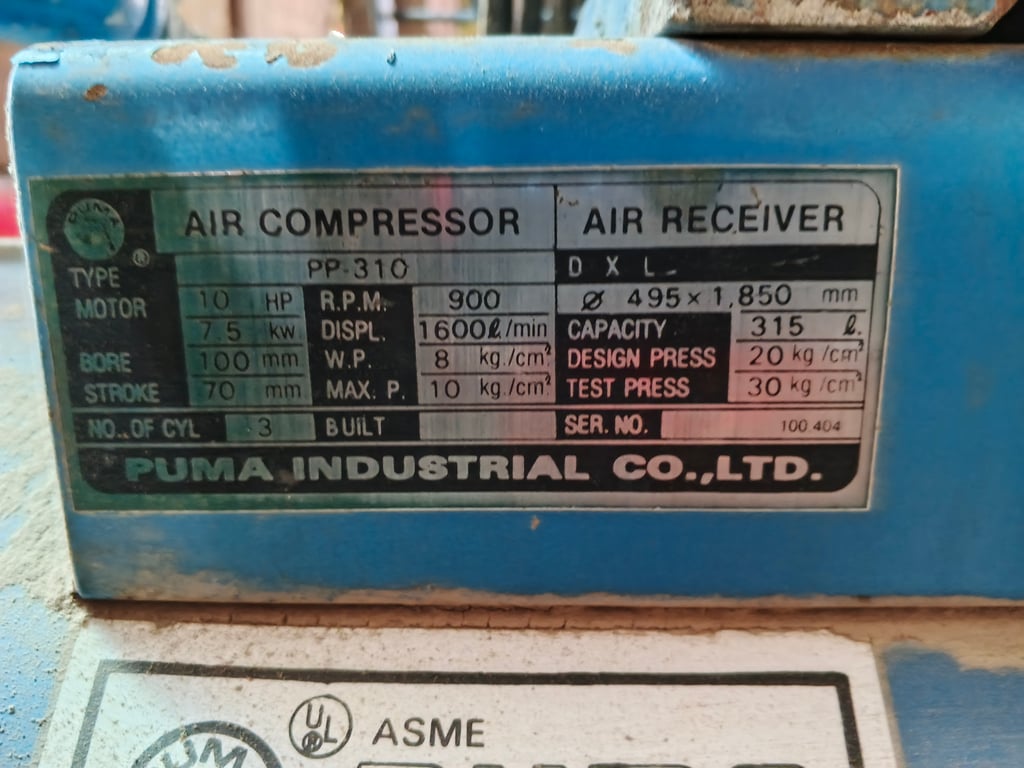 PUMA
®
AIR COMPRESSOR AIR RECEIVER
TYPE PP-310 D X L
MOTOR 10 HP R.P.M. 900 Ø 495 x 1,850 mm
7.5 kw DISPL. 1600ℓ/min CAPACITY 315 ℓ.
BORE 100 mm W.P. 8 kg./cm² DESIGN PRESS 20 kg/cm²
STROKE 70 mm MAX. P. 10 kg./cm² TEST PRESS 30 kg/cm²
NO. OF CYL 3 BUILT SER. NO. 100 404
PUMA INDUSTRIAL CO.,LTD.
UL ® ASME